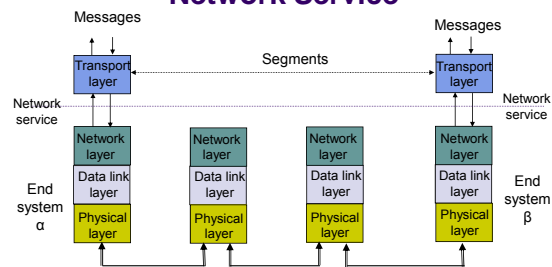 Network Service
Messages
Messages
Transport
layer
Segments
Transport
layer
Network
service
Network
service
Network
layer
Network
layer
Network
layer
Network
layer
End
system
α
Data link
layer
Data link
layer
Data link
layer
Data link
layer
End
system
β
Physical
layer
Physical
layer
Physical
layer
Physical
layer